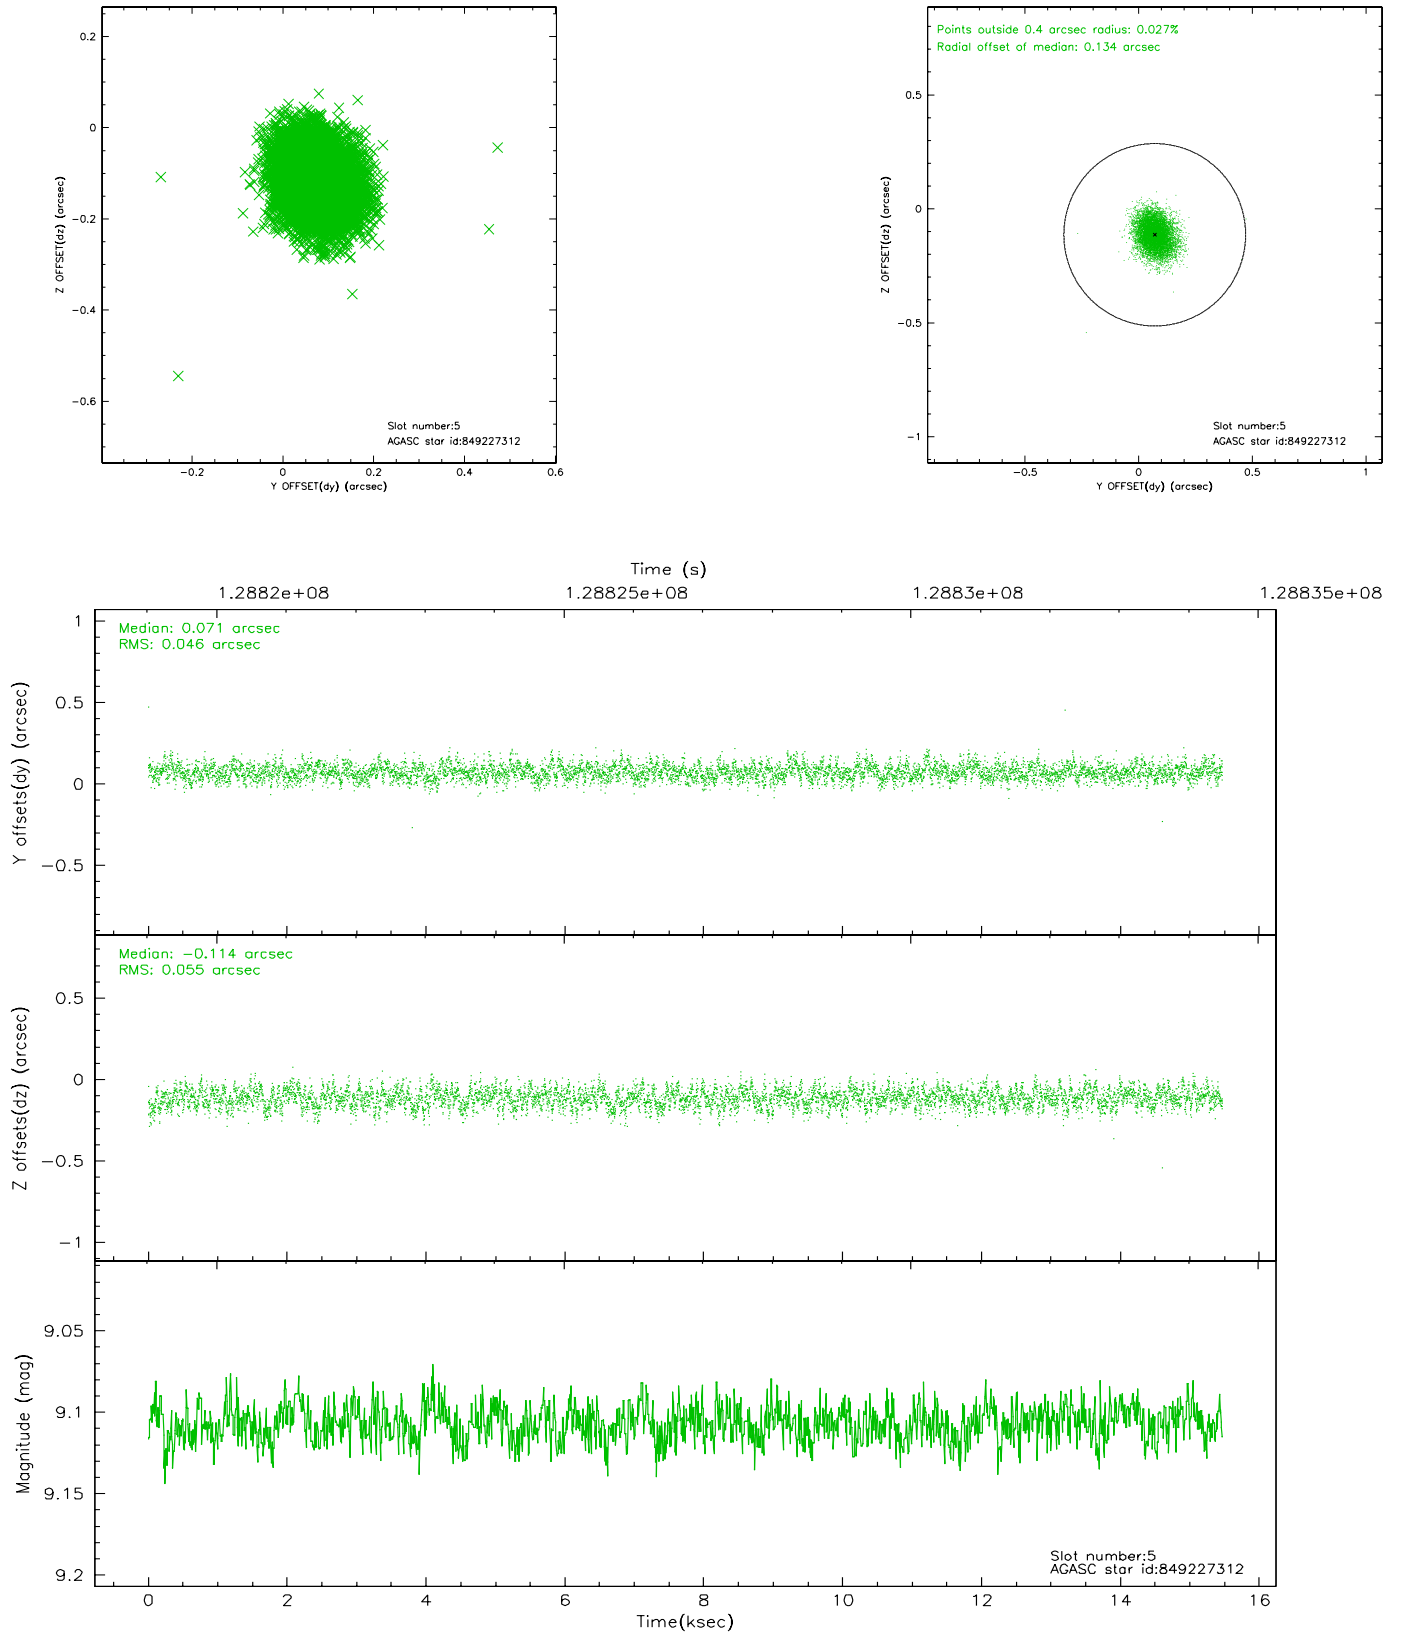 0.2
0
−0.2
−0.4
−0.6
Z OFFSET(dz) (arcsec)
Slot number:5
AGASC star id:849227312
−0.2 0 0.2 0.4 0.6
Y OFFSET(dy) (arcsec)
Points outside 0.4 arcsec radius: 0.027%
Radial offset of median: 0.134 arcsec
0.5
0
−0.5
−1
Z OFFSET(dz) (arcsec)
Slot number:5
AGASC star id:849227312
−0.5 0 0.5 1
Y OFFSET(dy) (arcsec)
Time (s)
1.2882e+08 1.28825e+08 1.2883e+08 1.28835e+08
Median: 0.071 arcsec
RMS: 0.046 arcsec
1
0.5
0
−0.5
Y offsets(dy) (arcsec)
Median: −0.114 arcsec
RMS: 0.055 arcsec
0.5
0
−0.5
−1
Z offsets(dz) (arcsec)
9.05
9.1
9.15
9.2
Magnitude (mag)
Slot number:5
AGASC star id:849227312
0 2 4 6 8 10 12 14 16
Time(ksec)